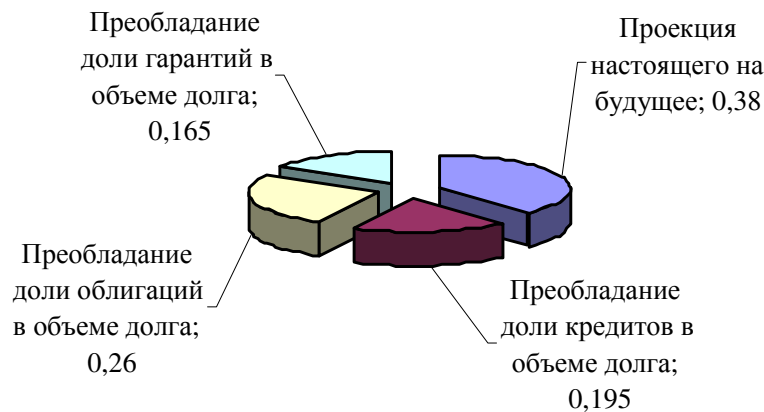 Преобладание
доли гарантий в
объеме долга;
0,165
Проекция
настоящего на
будущее; 0,38
Преобладание
доли облигаций
в объеме долга;
0,26
Преобладание
доли кредитов в
объеме долга;
0,195